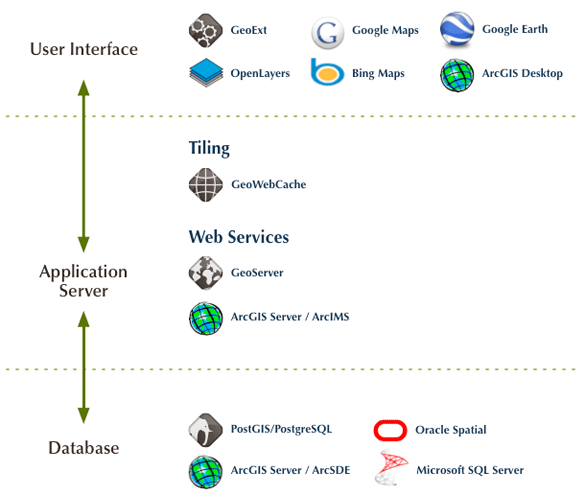 User Interface
GeoExt
Google Maps
Google Earth
OpenLayers
Bing Maps
ArcGIS Desktop
Tiling
GeoWebCache
Web Services
Application
Server
GeoServer
ArcGIS Server / ArcIMS
Database
PostGIS/PostgreSQL
Oracle Spatial
ArcGIS Server / ArcSDE
Microsoft SQL Server